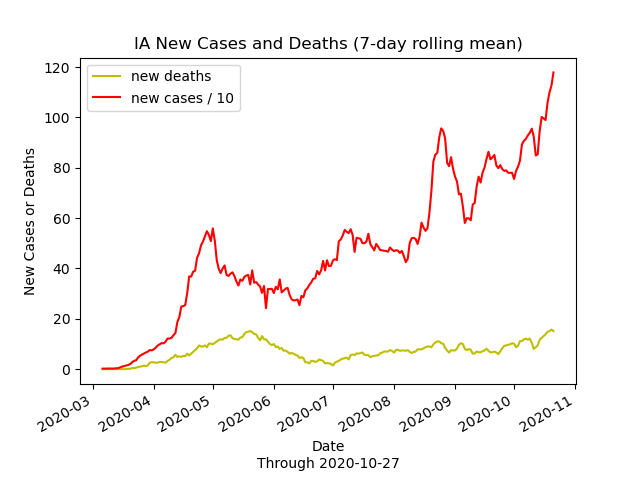 IA New Cases and Deaths (7-day rolling mean)
new deaths
new cases / 10
120
100
80
60
40
20
0
New Cases or Deaths
2020-03
2020-04
2020-05
2020-06
2020-07
2020-08
2020-09
2020-10
2020-11
Date
Through 2020-10-27